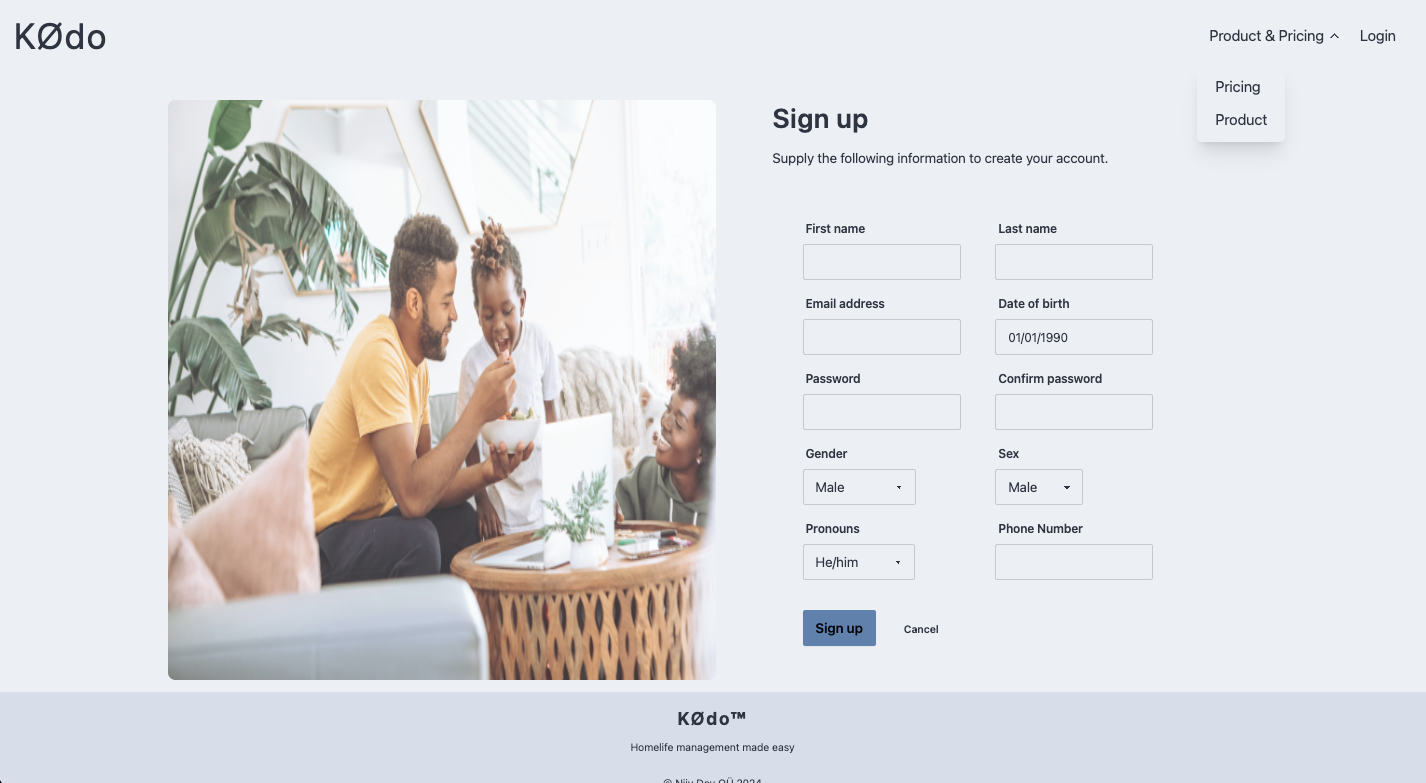 KØdo
Product & Pricing
Login
Pricing
Product
Sign up
Supply the following information to create your account.
First name
Last name
Email address
Date of birth
01/01/1990
Password
Confirm password
Gender
Sex
Male
Male
Pronouns
Phone Number
He/him
Sign up
Cancel
KØdo™
Homelife management made easy
© Niiv Dev OÜ 2024